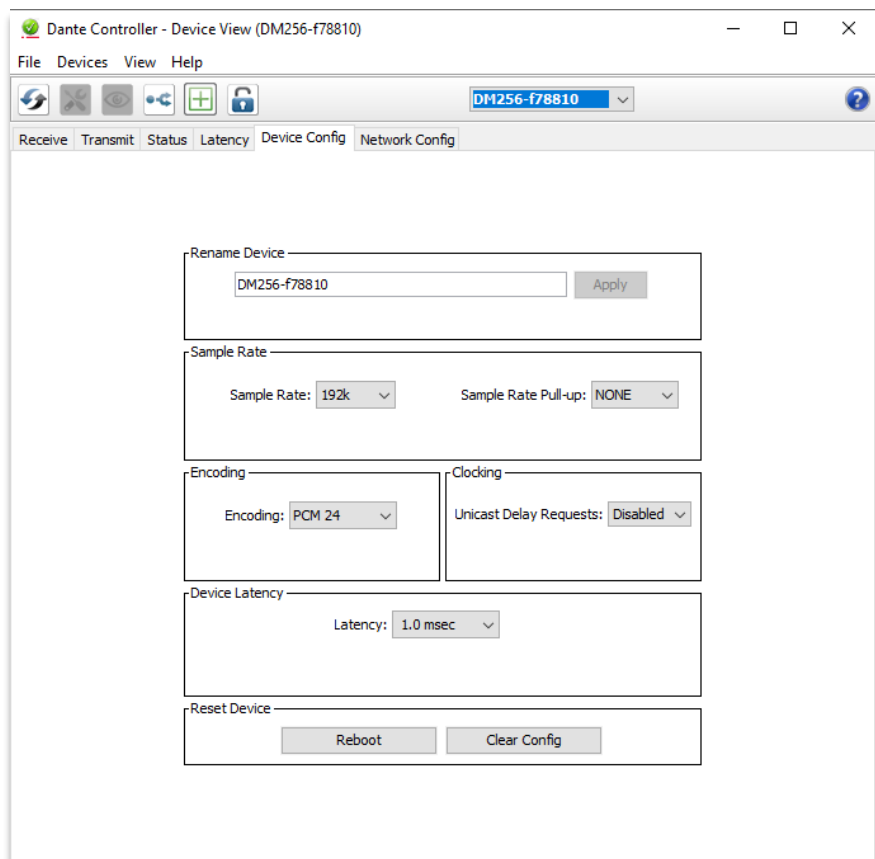 Dante Controller - Device View (DM256-f78810)
File Devices View Help
DM256-f78810
?
Receive Transmit Status Latency Device Config Network Config
Rename Device
DM256-f78810 Apply
Sample Rate
Sample Rate: 192k Sample Rate Pull-up: NONE
Encoding Clocking
Encoding: PCM 24 Unicast Delay Requests: Disabled
Device Latency
Latency: 1.0 msec
Reset Device
Reboot Clear Config